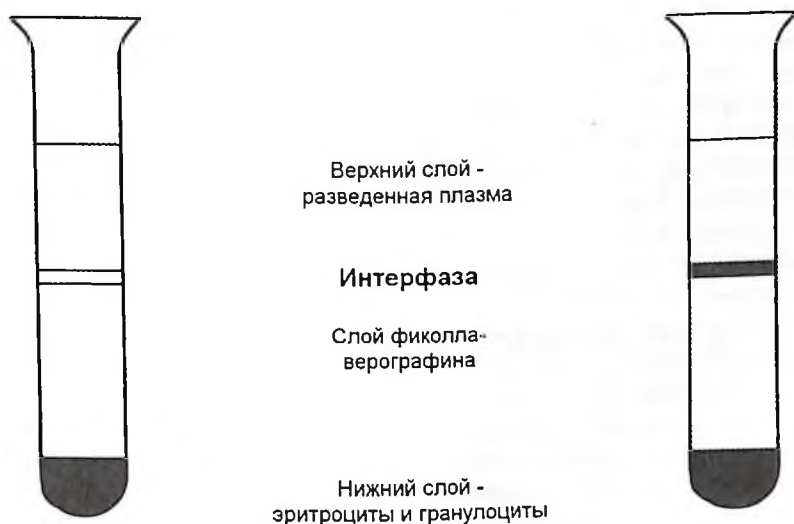 Верхний слой -
разведенная плазма
Интерфаза
Слой фиколла-
верографина
Нижний слой -
эритроциты и гранулоциты